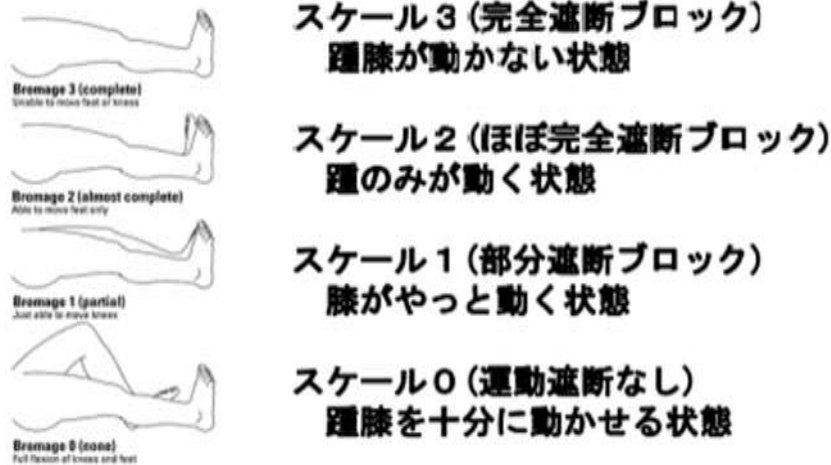 スケール３(完全遮断ブロック)
踵膝が動かない状態
Bromage 3 (complete)
Unable to move feet or knees
スケール２(ほぼ完全遮断ブロック)
踵のみが動く状態
Bromage 2 (almost complete)
Able to move feet only
スケール１(部分遮断ブロック)
膝がやっと動く状態
Bromage 1 (partial)
Just able to move knees
スケール０(運動遮断なし)
踵膝を十分に動かせる状態
Bromage 0 (none)
Full flexion of knees and feet